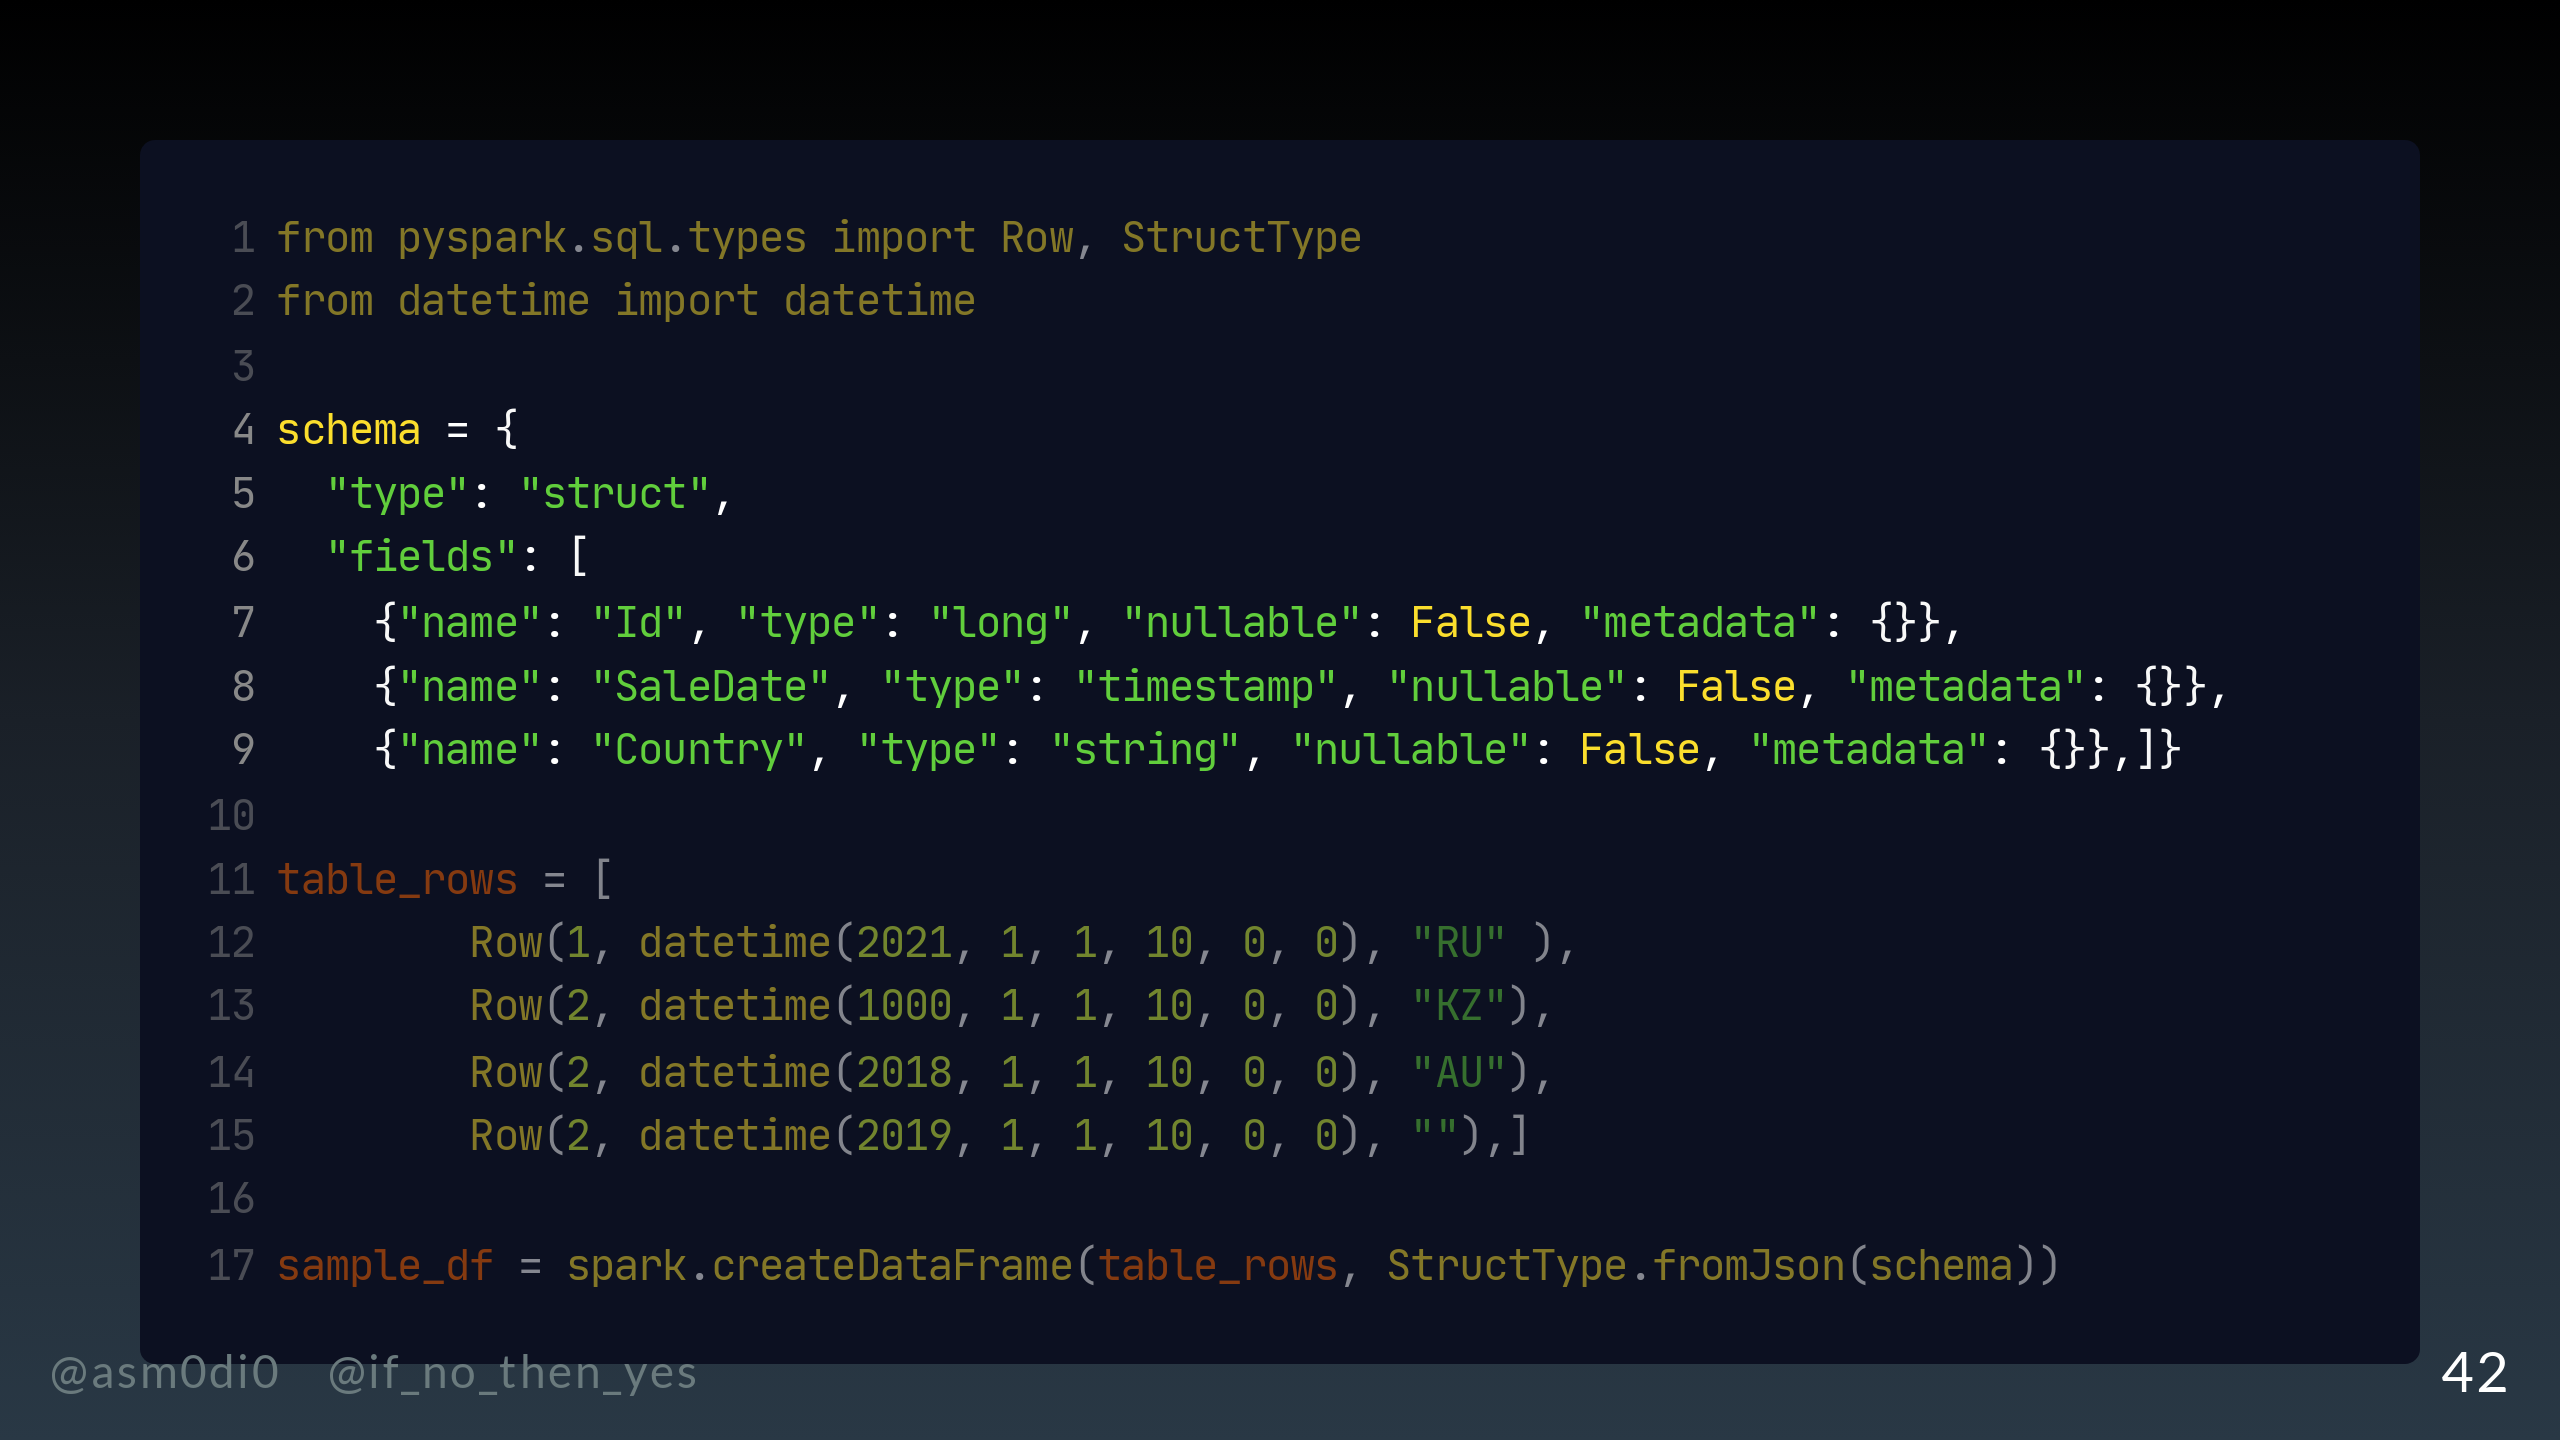 1 from pyspark.sql.types import Row, StructType
2 from datetime import datetime
3
4 schema = {
5   "type": "struct",
6   "fields": [
7     {"name": "Id", "type": "long", "nullable": False, "metadata": {}},
8     {"name": "SaleDate", "type": "timestamp", "nullable": False, "metadata": {}},
9     {"name": "Country", "type": "string", "nullable": False, "metadata": {}},]}
10
11 table_rows = [
12         Row(1, datetime(2021, 1, 1, 10, 0, 0), "RU" ),
13         Row(2, datetime(1000, 1, 1, 10, 0, 0), "KZ"),
14         Row(2, datetime(2018, 1, 1, 10, 0, 0), "AU"),
15         Row(2, datetime(2019, 1, 1, 10, 0, 0), ""),]
16
17 sample_df = spark.createDataFrame(table_rows, StructType.fromJson(schema))
@asm0di0 @if_no_then_yes
42